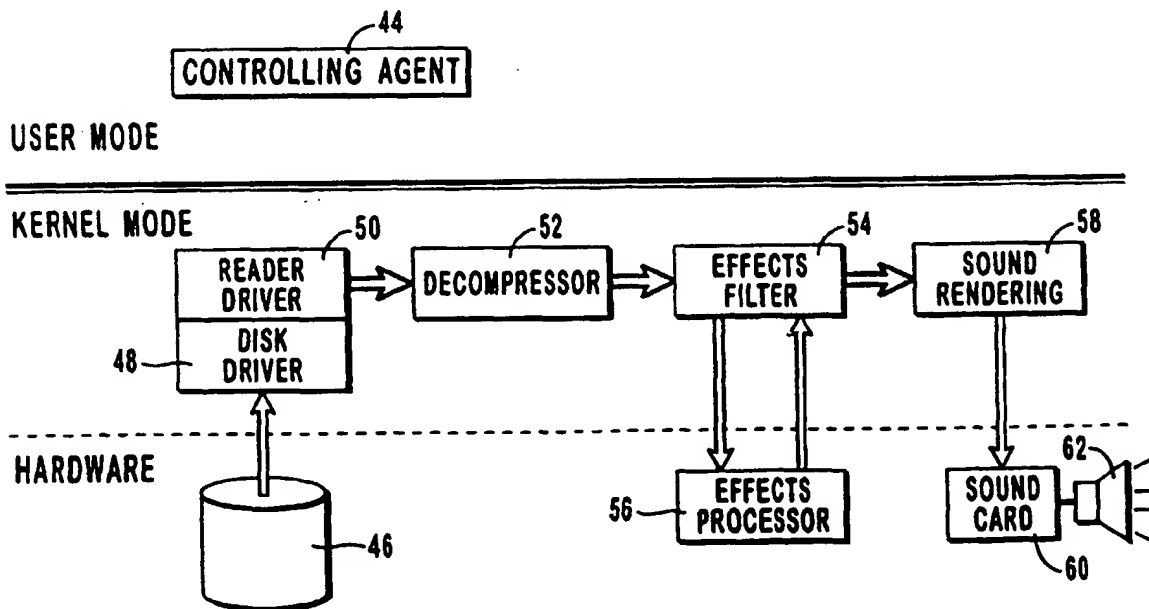 44
CONTROLLING AGENT
USER MODE
KERNEL MODE
50
52
54
58
READER
DRIVER
DECOMPRESSOR
EFFECTS
FILTER
SOUND
RENDERING
48
DISK
DRIVER
HARDWARE
62
46
56
EFFECTS
PROCESSOR
SOUND
CARD
60